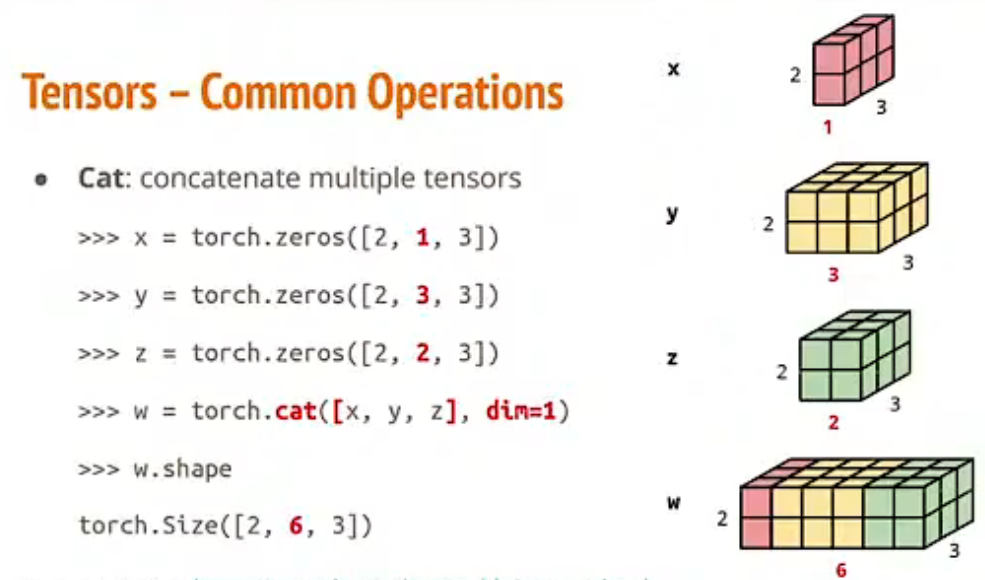 Tensors – Common Operations
● Cat: concatenate multiple tensors
>>> x = torch.zeros([2, 1, 3])
>>> y = torch.zeros([2, 3, 3])
>>> z = torch.zeros([2, 2, 3])
>>> w = torch.cat([x, y, z], dim=1)
>>> w.shape
torch.Size([2, 6, 3])
x
2
3
1
y
2
3
3
z
2
3
2
w
2
3
6